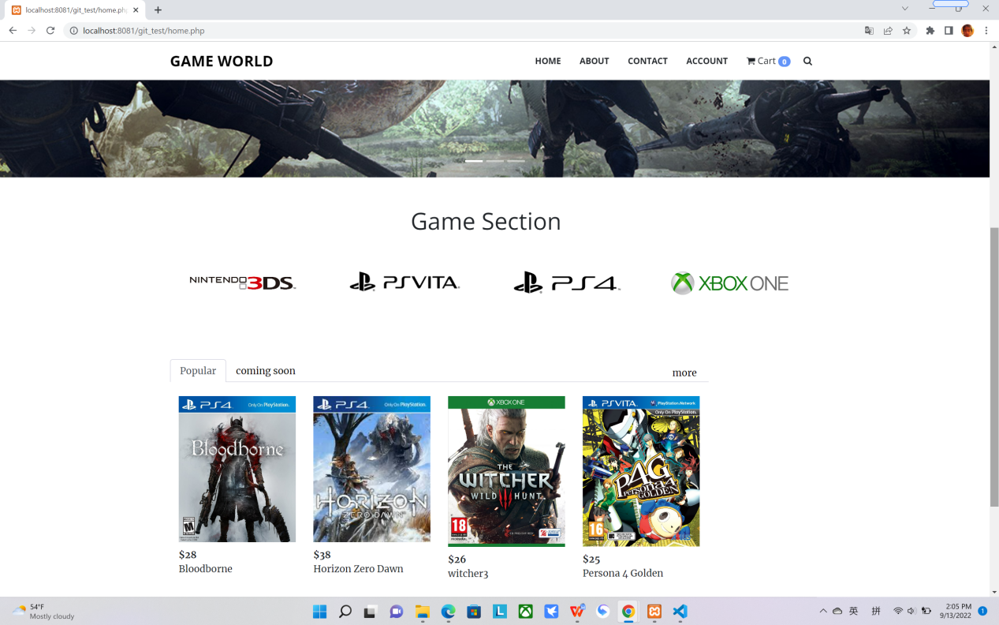 localhost:8081/git_test/home.php
localhost:8081/git_test/home.php
GAME WORLD
HOME ABOUT CONTACT ACCOUNT Cart 0
Game Section
NINTENDO 3DS
PSVITA
PS4
XBOX ONE
Popular coming soon more
PS4 Only On PlayStation.
Bloodborne
M
$28
Bloodborne
PS4 Only On PlayStation.
HORIZON
ZERO DAWN
$38
Horizon Zero Dawn
XBOX ONE
THE
WITCHER
WILD HUNT
18
$26
witcher3
PSVITA PlayStation Network
Only On PlayStation.
P4G
Persona 4
GOLDEN
16
$25
Persona 4 Golden
54°F
Mostly cloudy
英 拼
2:05 PM
9/13/2022
1